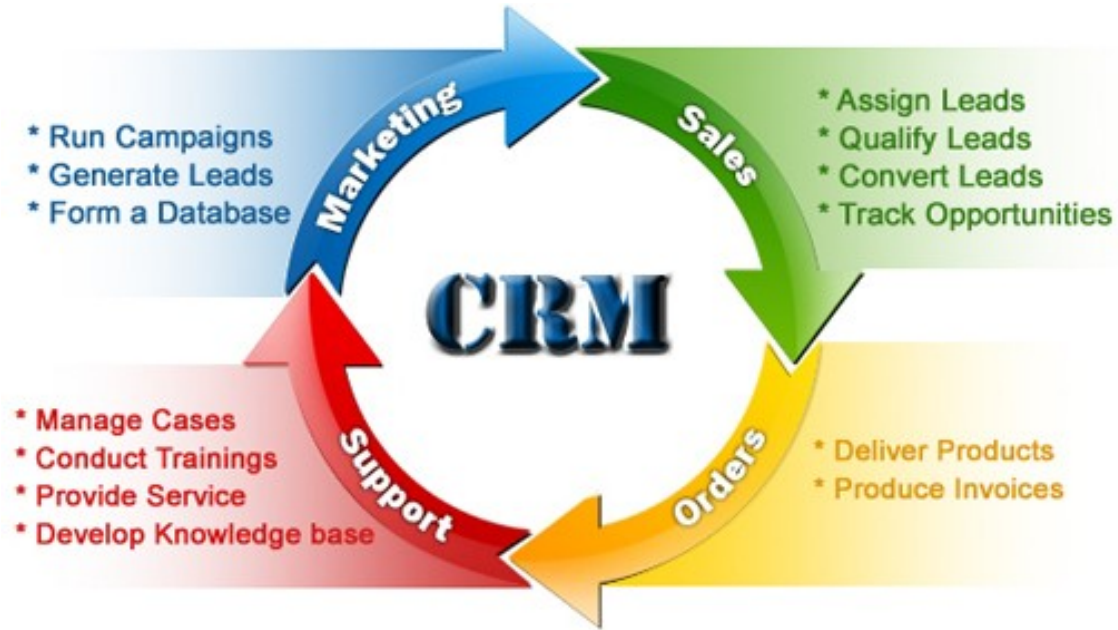 Marketing
* Run Campaigns
* Generate Leads
* Form a Database
Sales
* Assign Leads
* Qualify Leads
* Convert Leads
* Track Opportunities
CRM
Support
* Manage Cases
* Conduct Trainings
* Provide Service
* Develop Knowledge base
Orders
* Deliver Products
* Produce Invoices